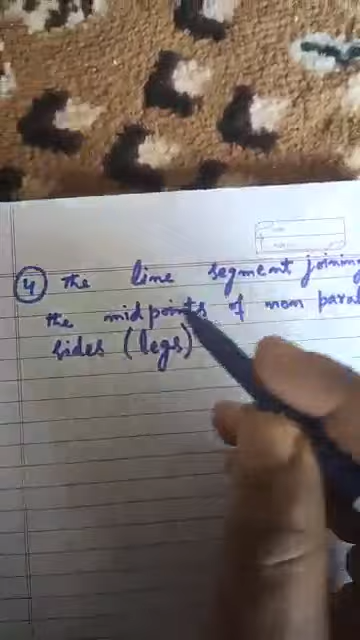 4 the line segment joining
the midpoints of non paral
sides (legs)